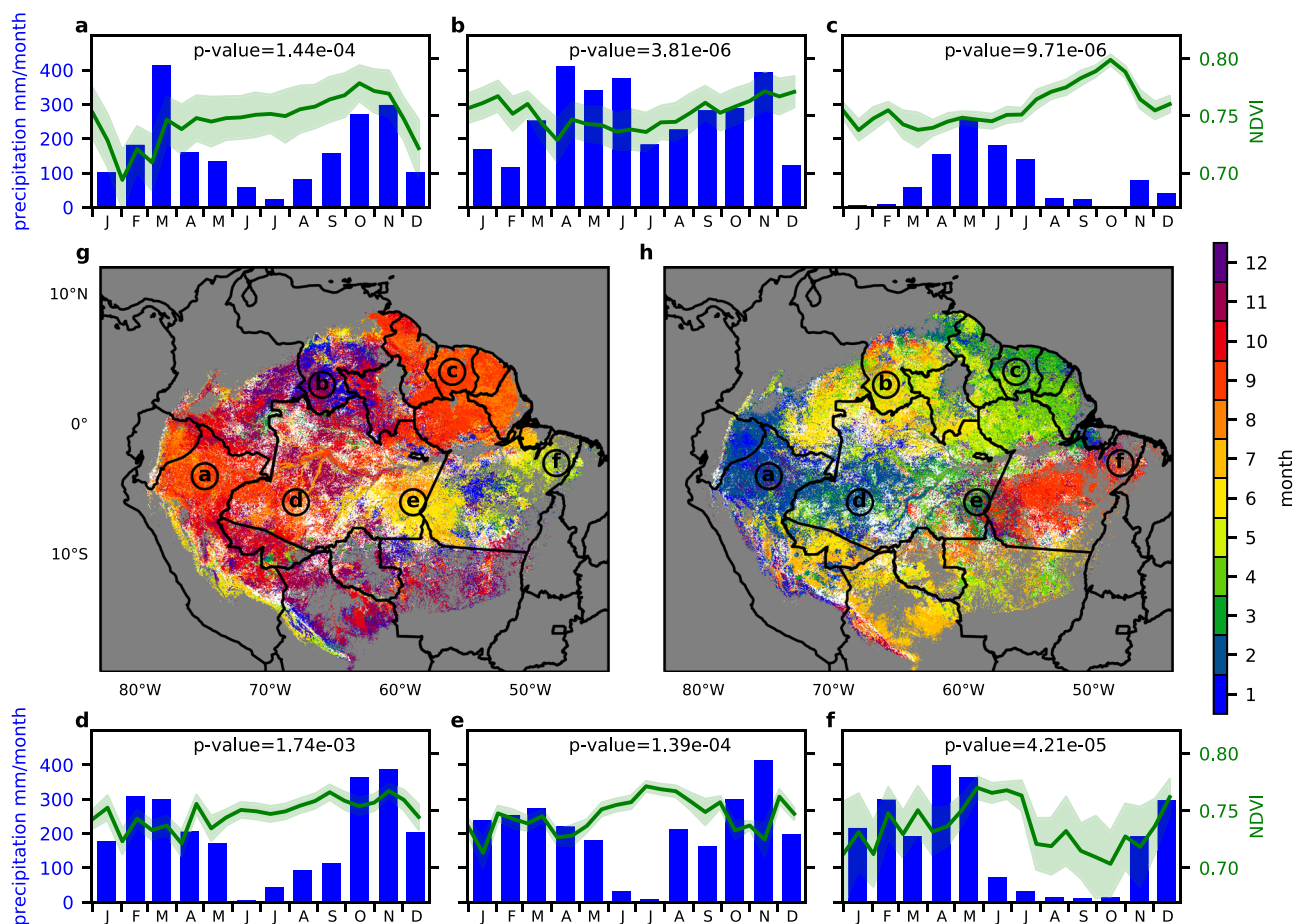 a
b
c
p-value=1.44e-04
p-value=3.81e-06
p-value=9.71e-06
precipitation mm/month
400
300
200
100
0
0.80
0.75
0.70
NDVI
J F M A M J J A S O N D
J F M A M J J A S O N D
J F M A M J J A S O N D
g
h
10°N
0°
10°S
a
b
c
d
e
f
a
b
c
d
e
f
80°W 70°W 60°W 50°W
80°W 70°W 60°W 50°W
12
11
10
9
8
7
6
5
4
3
2
1
month
d
e
f
p-value=1.74e-03
p-value=1.39e-04
p-value=4.21e-05
precipitation mm/month
400
300
200
100
0
0.80
0.75
0.70
NDVI
J F M A M J J A S O N D
J F M A M J J A S O N D
J F M A M J J A S O N D